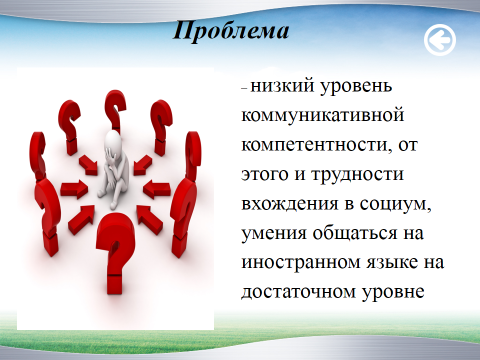 Проблема
– низкий уровень
коммуникативной
компетентности, от
этого и трудности
вхождения в социум,
умения общаться на
иностранном языке на
достаточном уровне